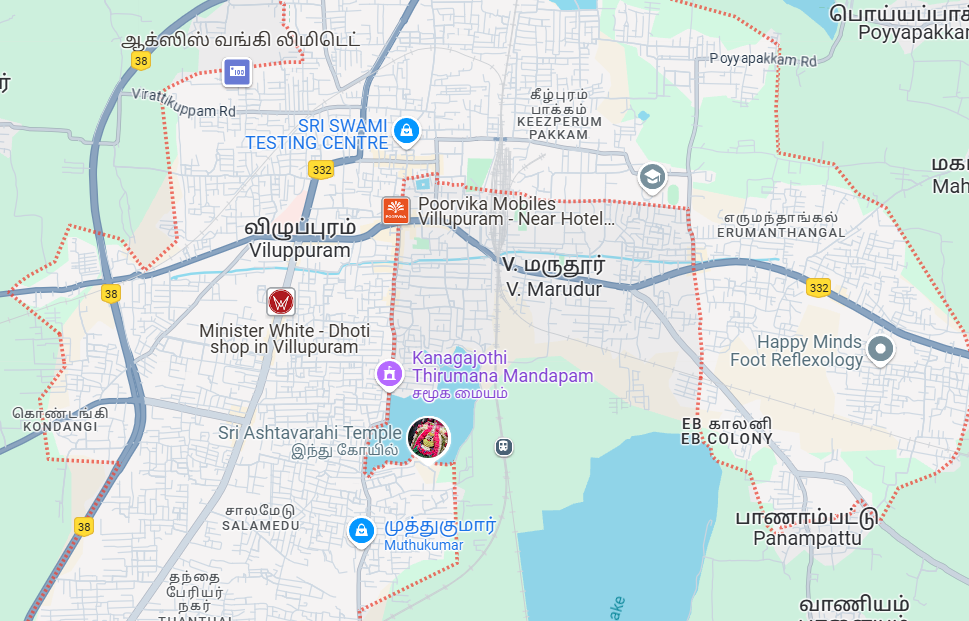 பொய்யப்பாக்
Poyyapakkam
ஆக்ஸிஸ் வங்கி லிமிடெட்
38
Poyyapakkam Rd
ர்
Virattikuppam Rd
கீழ்புரம்
பாக்கம்
KEEZPERUM
PAKKAM
SRI SWAMI
TESTING CENTRE
332
மகா
Mah
POORVIKA
Poorvika Mobiles
Villupuram - Near Hotel...
விழுப்புரம்
Viluppuram
எருமந்தாங்கல்
ERUMANTHANGAL
V. மருதூர்
V. Marudur
38
332
Minister White - Dhoti
shop in Villupuram
Happy Minds
Foot Reflexology
Kanagajothi
Thirumana Mandapam
சமூக மையம்
கொண்டங்கி
KONDANGI
Sri Ashtavarahi Temple
இந்து கோயில்
EB காலனி
EB COLONY
சாலமேடு
SALAMEDU
38
முத்துகுமார்
Muthukumar
பாணாம்பட்டு
Panampattu
தந்தை
பேரியர்
நகர்
THANTHAI
ake
வாணியம்